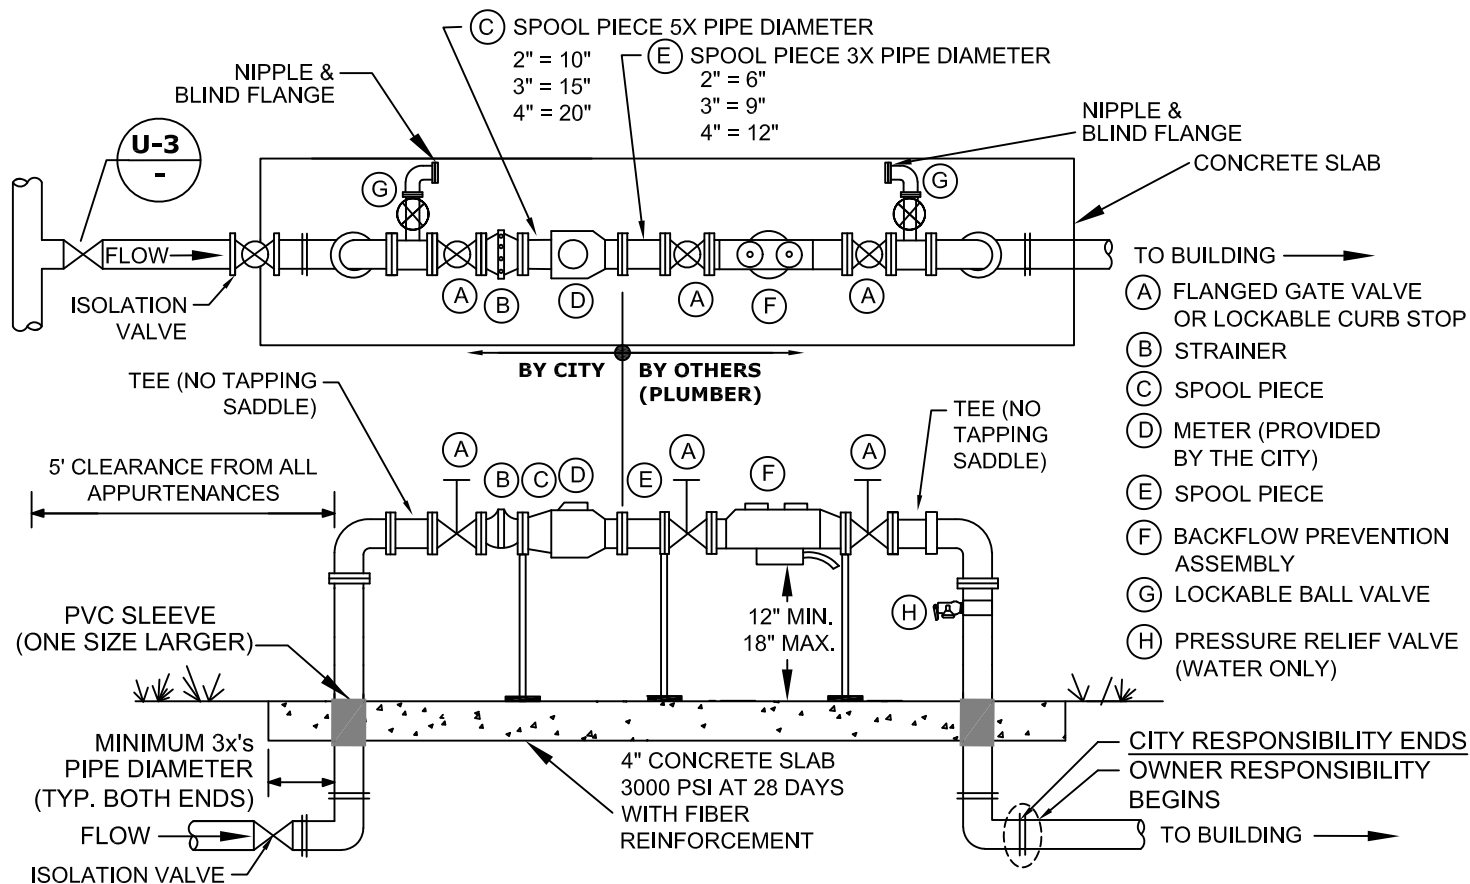 C SPOOL PIECE 5X PIPE DIAMETER
2" = 10"
3" = 15"
4" = 20"
E SPOOL PIECE 3X PIPE DIAMETER
2" = 6"
3" = 9"
4" = 12"
NIPPLE &
BLIND FLANGE
NIPPLE &
BLIND FLANGE
CONCRETE SLAB
U-3
-
G
G
FLOW
ISOLATION
VALVE
A
B
D
A
F
A
TO BUILDING
A FLANGED GATE VALVE
OR LOCKABLE CURB STOP
B STRAINER
C SPOOL PIECE
D METER (PROVIDED
BY THE CITY)
E SPOOL PIECE
F BACKFLOW PREVENTION
ASSEMBLY
G LOCKABLE BALL VALVE
H PRESSURE RELIEF VALVE
(WATER ONLY)
BY CITY
BY OTHERS
(PLUMBER)
TEE (NO TAPPING
SADDLE)
TEE (NO
TAPPING
SADDLE)
5' CLEARANCE FROM ALL
APPURTENANCES
A
B
C
D
E
A
F
A
PVC SLEEVE
(ONE SIZE LARGER)
12" MIN.
18" MAX.
H
MINIMUM 3x's
PIPE DIAMETER
(TYP. BOTH ENDS)
FLOW
ISOLATION VALVE
4" CONCRETE SLAB
3000 PSI AT 28 DAYS
WITH FIBER
REINFORCEMENT
CITY RESPONSIBILITY ENDS
OWNER RESPONSIBILITY
BEGINS
TO BUILDING